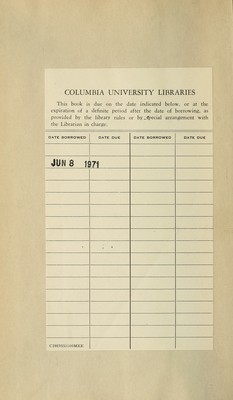 COLUMBIA UNIVERSITY LIBRARIES
This book is due on the date indicated below, or at the
expiration of a definite period after the date of borrowing, as
provided by the library rules or by special arrangement with
the Librarian in charge.
DATE BORROWED DATE DUE DATE BORROWED DATE DUE
JUN 8 1971